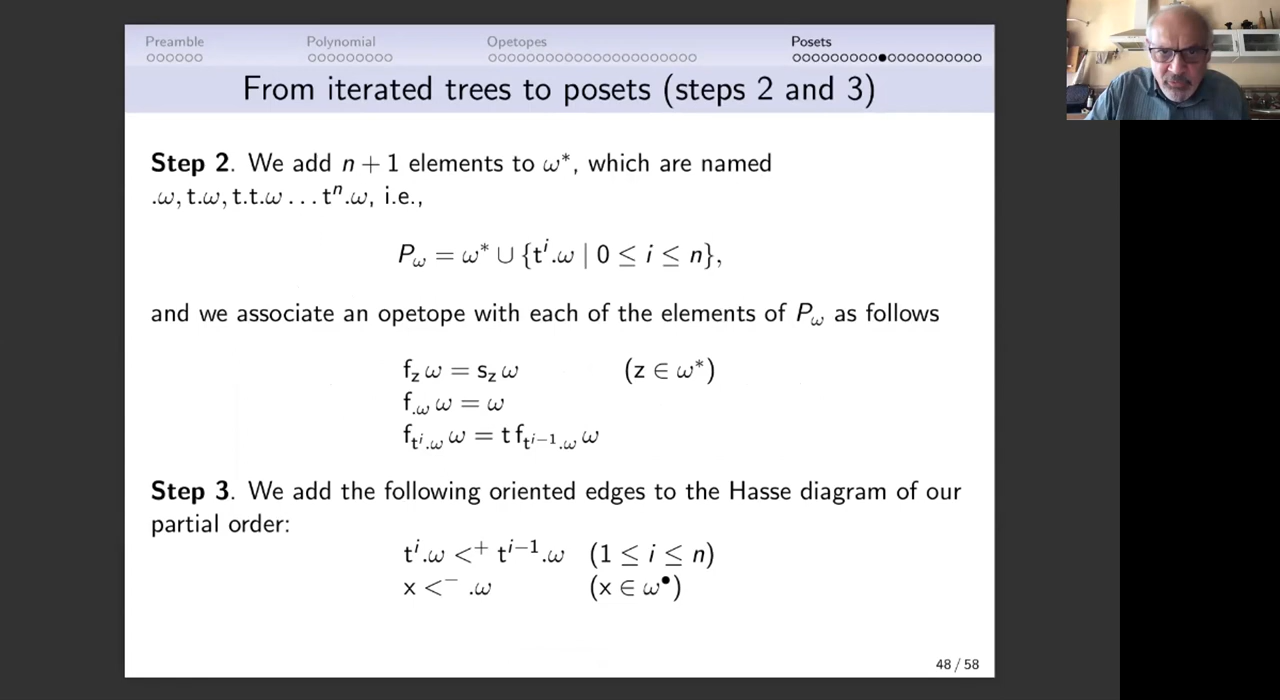 Preamble Polynomial Opetopes Posets
From iterated trees to posets (steps 2 and 3)
Step 2. We add n + 1 elements to ω*, which are named
.ω, t.ω, t.t.ω … tⁿ.ω, i.e.,
P_ω = ω* ∪ {tⁱ.ω | 0 ≤ i ≤ n},
and we associate an opetope with each of the elements of P_ω as follows
f_z ω = s_z ω (z ∈ ω*)
f_.ω ω = ω
f_tⁱ.ω ω = t f_tⁱ⁻¹.ω ω
Step 3. We add the following oriented edges to the Hasse diagram of our
partial order:
tⁱ.ω <⁺ tⁱ⁻¹.ω (1 ≤ i ≤ n)
x <⁻ .ω (x ∈ ω•)
48 / 58